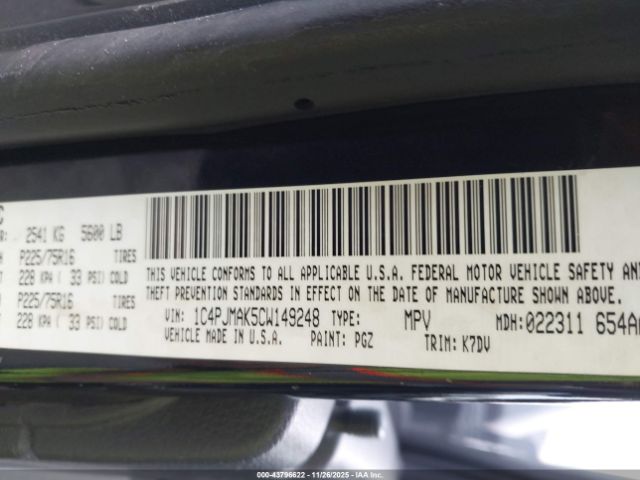 C
R: 2541 KG 5600 LB
P225/75R16 TIRES
228 KPA ( 33 PSI) COLD
P225/75R16 TIRES
228 KPA ( 33 PSI) COLD
THIS VEHICLE CONFORMS TO ALL APPLICABLE U.S.A. FEDERAL MOTOR VEHICLE SAFETY AN
THEFT PREVENTION STANDARDS IN EFFECT ON THE DATE OF MANUFACTURE SHOWN ABOVE.
VIN: 1C4PJMAK5CW149248 TYPE: MPV MDH: 022311 654A
VEHICLE MADE IN U.S.A. PAINT: PGZ TRIM: K7DV
000-43796622 - 11/26/2025 - IAA Inc.